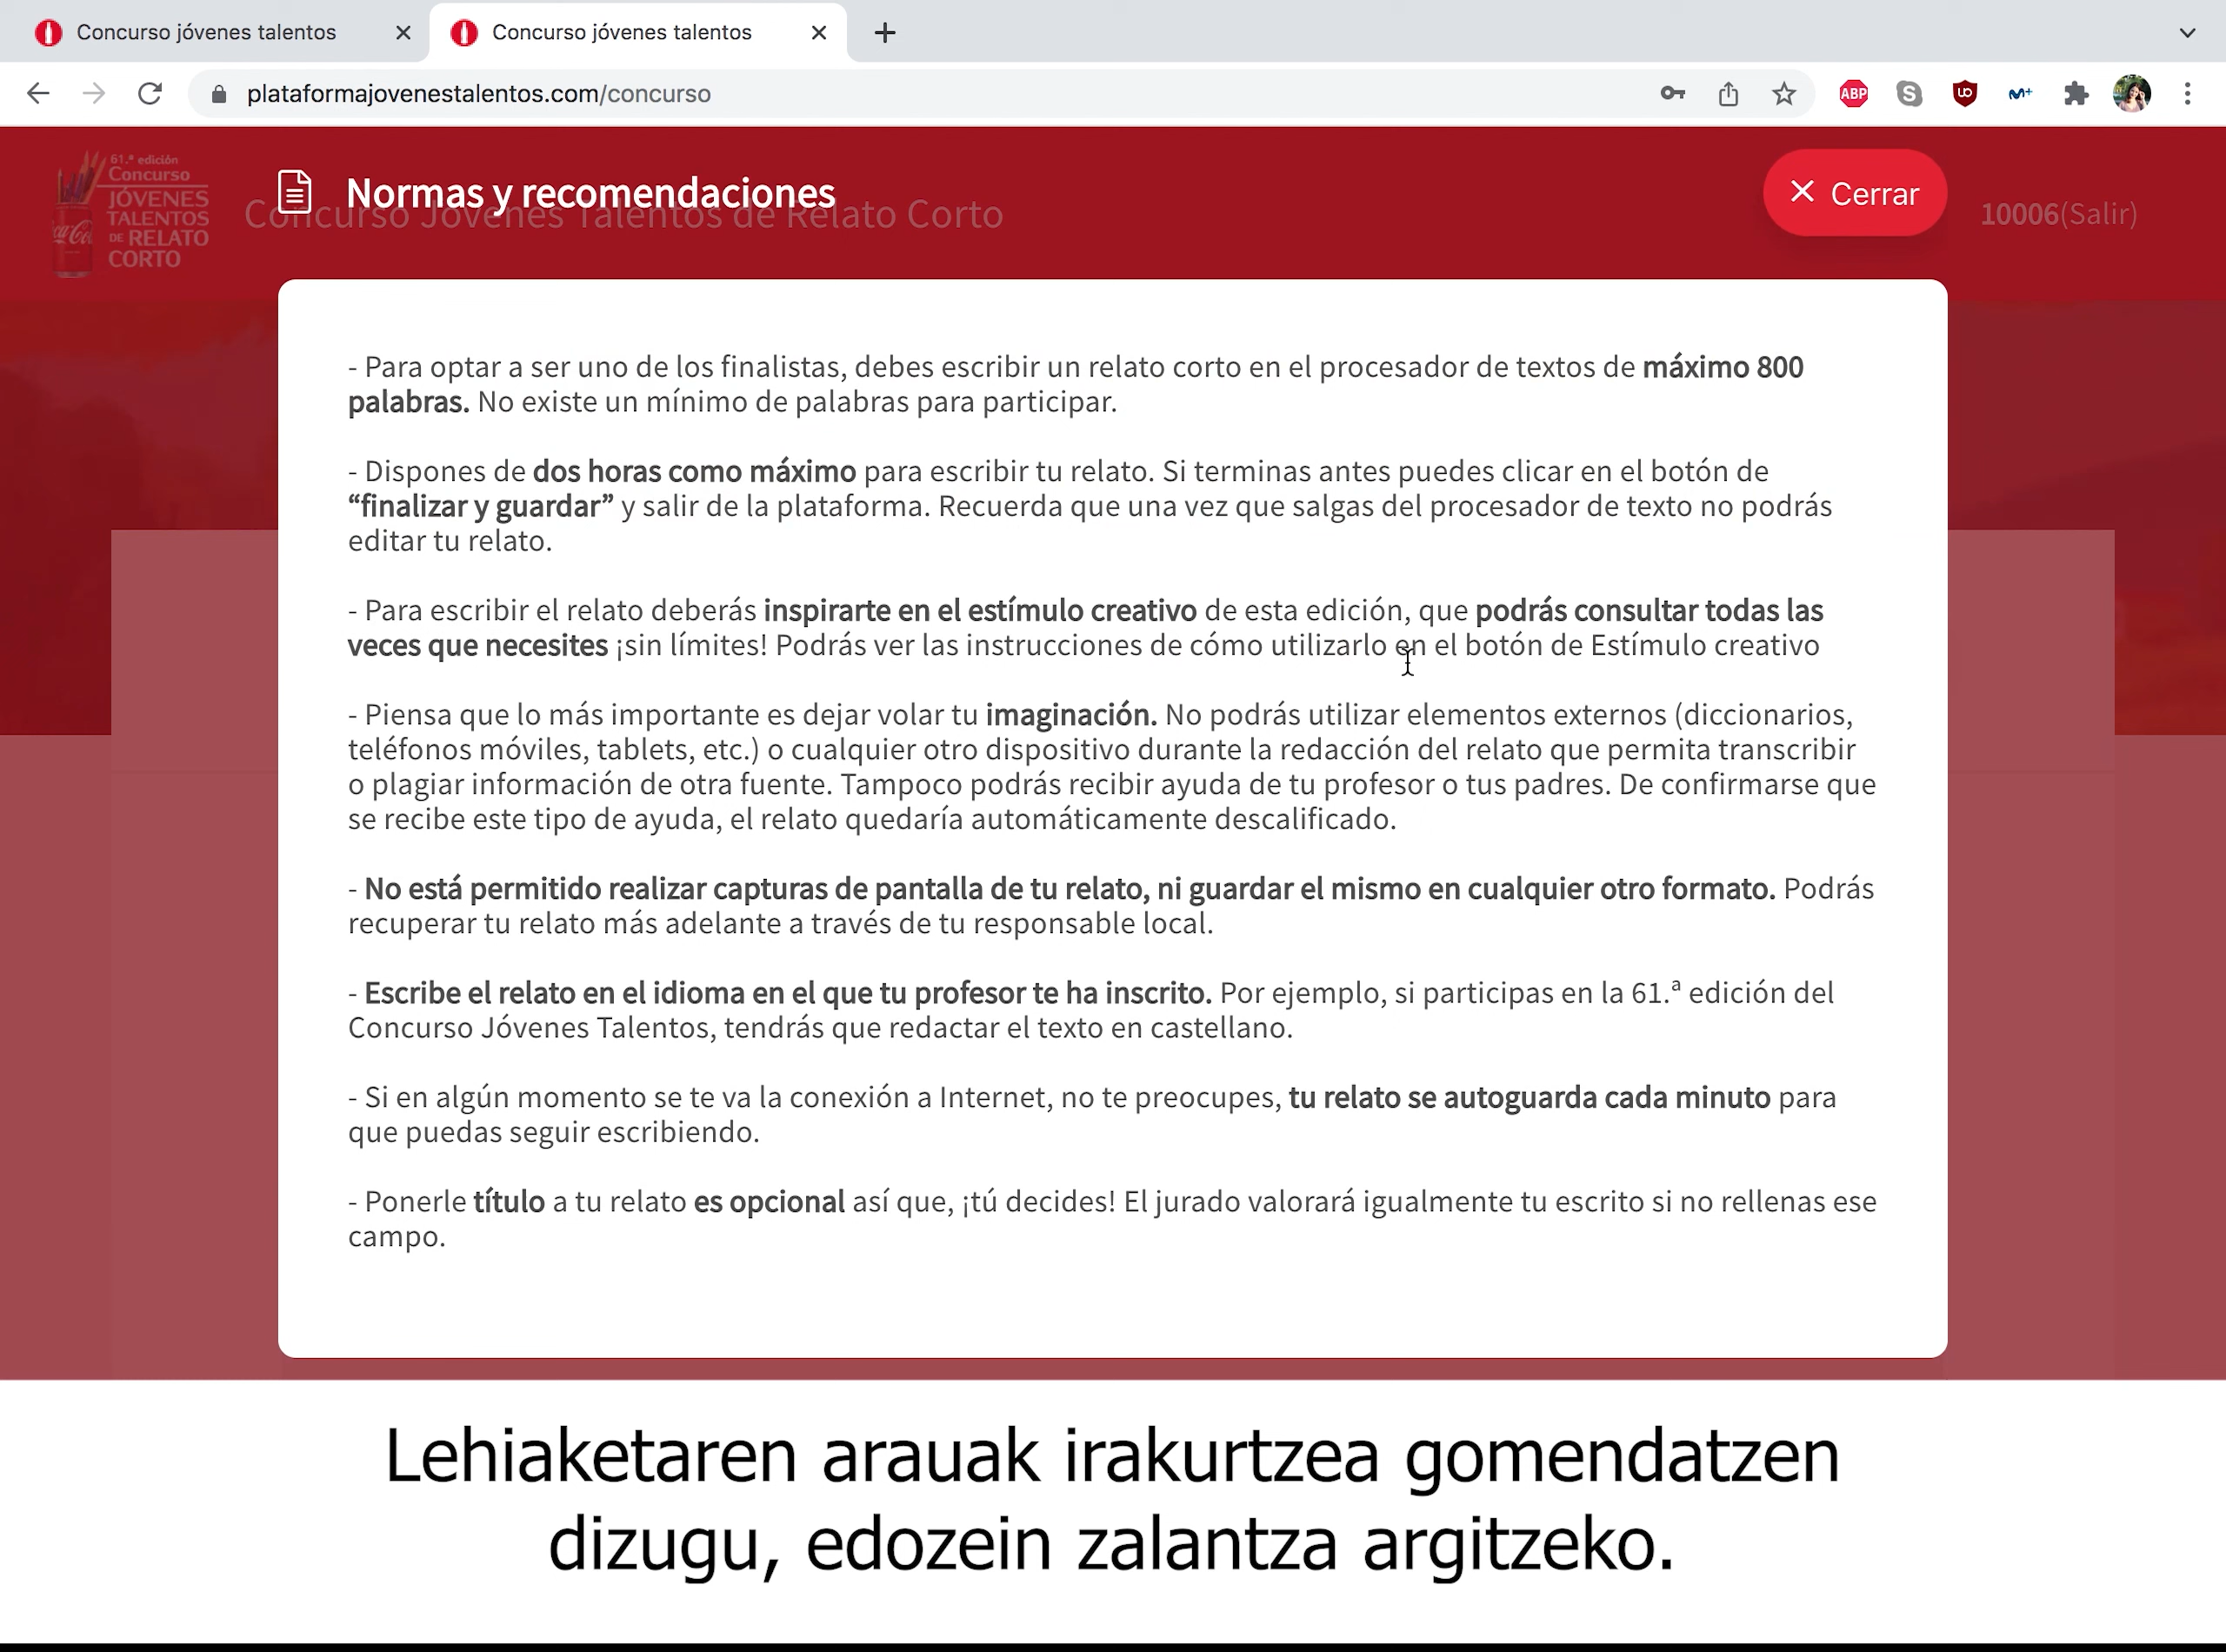 Concurso jóvenes talentos
Concurso jóvenes talentos
plataformajovenestalentos.com/concurso
ABP
61.ª edición
Concurso
JÓVENES
TALENTOS
DE RELATO
CORTO
Coca-Cola
Normas y recomendaciones
Concurso Jóvenes Talentos de Relato Corto
Cerrar
10006(Salir)
- Para optar a ser uno de los finalistas, debes escribir un relato corto en el procesador de textos de máximo 800
palabras. No existe un mínimo de palabras para participar.
- Dispones de dos horas como máximo para escribir tu relato. Si terminas antes puedes clicar en el botón de
“finalizar y guardar” y salir de la plataforma. Recuerda que una vez que salgas del procesador de texto no podrás
editar tu relato.
- Para escribir el relato deberás inspirarte en el estímulo creativo de esta edición, que podrás consultar todas las
veces que necesites ¡sin límites! Podrás ver las instrucciones de cómo utilizarlo en el botón de Estímulo creativo
- Piensa que lo más importante es dejar volar tu imaginación. No podrás utilizar elementos externos (diccionarios,
teléfonos móviles, tablets, etc.) o cualquier otro dispositivo durante la redacción del relato que permita transcribir
o plagiar información de otra fuente. Tampoco podrás recibir ayuda de tu profesor o tus padres. De confirmarse que
se recibe este tipo de ayuda, el relato quedaría automáticamente descalificado.
- No está permitido realizar capturas de pantalla de tu relato, ni guardar el mismo en cualquier otro formato. Podrás
recuperar tu relato más adelante a través de tu responsable local.
- Escribe el relato en el idioma en el que tu profesor te ha inscrito. Por ejemplo, si participas en la 61.ª edición del
Concurso Jóvenes Talentos, tendrás que redactar el texto en castellano.
- Si en algún momento se te va la conexión a Internet, no te preocupes, tu relato se autoguarda cada minuto para
que puedas seguir escribiendo.
- Ponerle título a tu relato es opcional así que, ¡tú decides! El jurado valorará igualmente tu escrito si no rellenas ese
campo.
Lehiaketaren arauak irakurtzea gomendatzen
dizugu, edozein zalantza argitzeko.